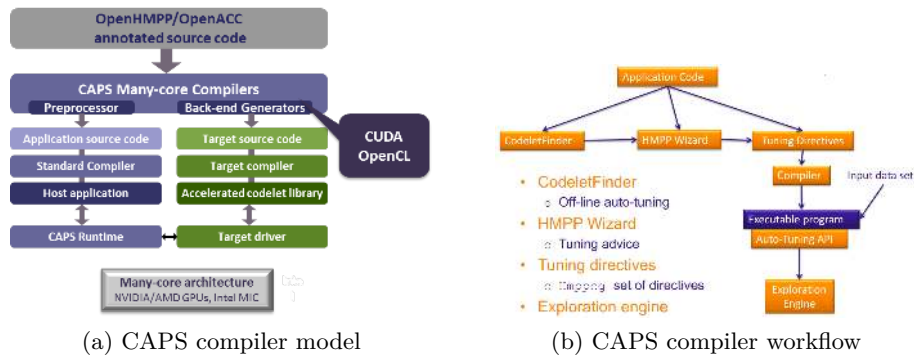 OpenHMPP/OpenACC
annotated source code
CAPS Many-core Compilers
Preprocessor
Back-end Generators
CUDA
OpenCL
Application source code
Target source code
Standard Compiler
Target compiler
Host application
Accelerated codelet library
CAPS Runtime
Target driver
Many-core architecture
NVIDIA/AMD GPUs, Intel MIC
(a) CAPS compiler model
Application Code
CodeletFinder
HMPP Wizard
Tuning Directives
Compiler
Input data set
Executable program
Auto-Tuning API
Exploration
Engine
• CodeletFinder
o Off-line auto-tuning
• HMPP Wizard
o Tuning advice
• Tuning directives
o set of directives
• Exploration engine
(b) CAPS compiler workflow